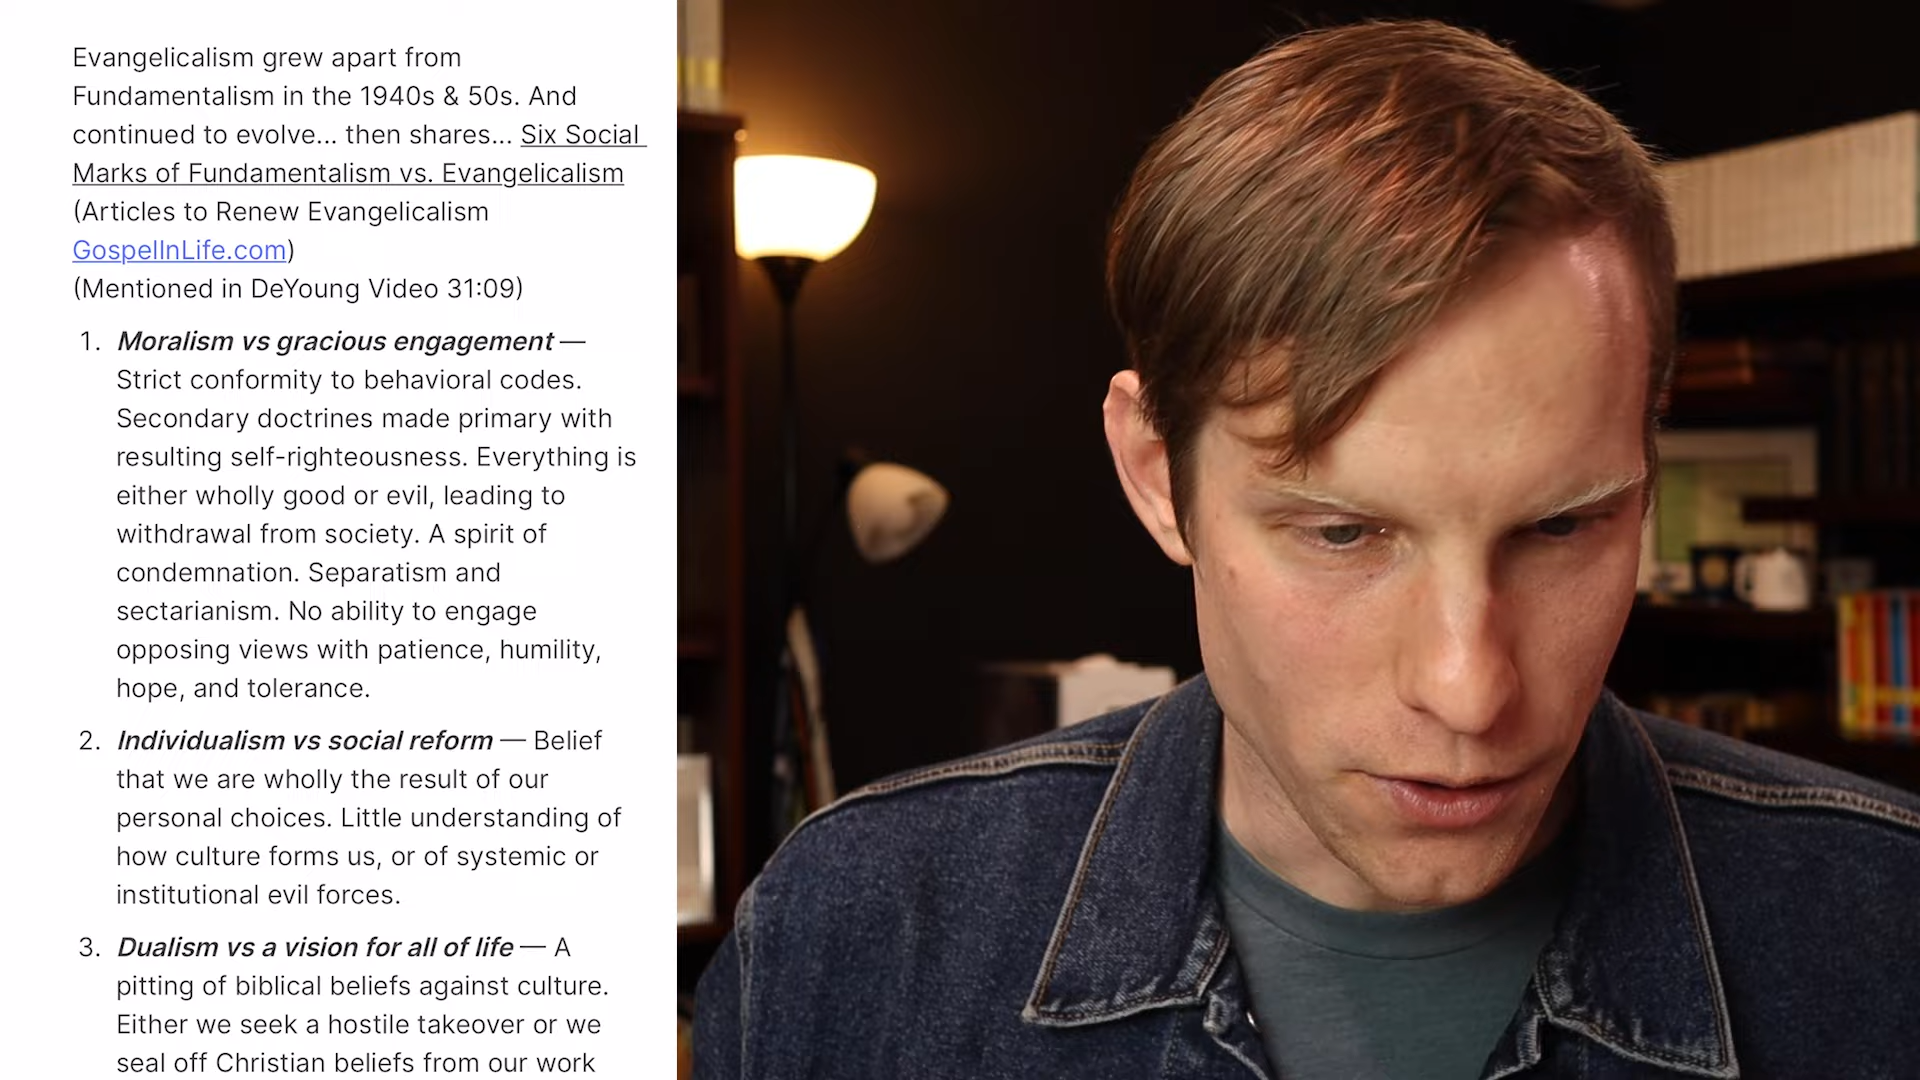 Evangelicalism grew apart from
Fundamentalism in the 1940s & 50s. And
continued to evolve... then shares... Six Social
Marks of Fundamentalism vs. Evangelicalism
(Articles to Renew Evangelicalism
GospelInLife.com)
(Mentioned in DeYoung Video 31:09)
1. Moralism vs gracious engagement —
Strict conformity to behavioral codes.
Secondary doctrines made primary with
resulting self-righteousness. Everything is
either wholly good or evil, leading to
withdrawal from society. A spirit of
condemnation. Separatism and
sectarianism. No ability to engage
opposing views with patience, humility,
hope, and tolerance.
2. Individualism vs social reform — Belief
that we are wholly the result of our
personal choices. Little understanding of
how culture forms us, or of systemic or
institutional evil forces.
3. Dualism vs a vision for all of life — A
pitting of biblical beliefs against culture.
Either we seek a hostile takeover or we
seal off Christian beliefs from our work